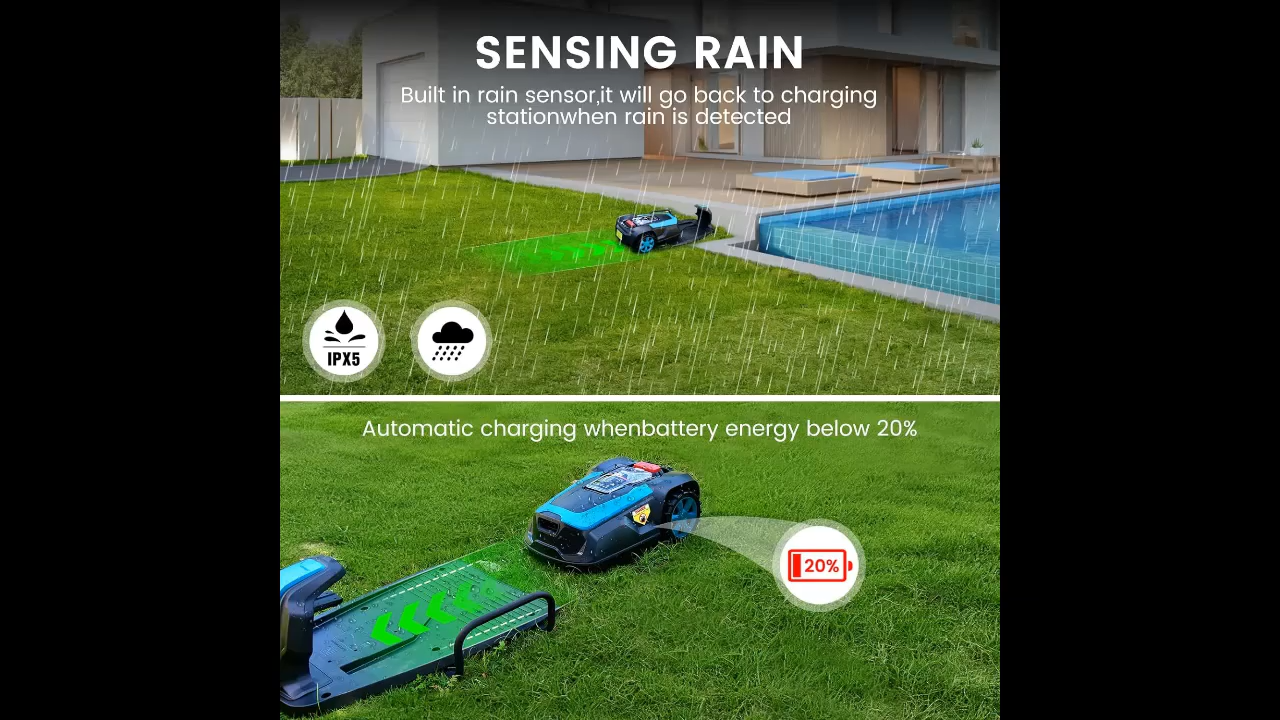 SENSING RAIN
Built in rain sensor,it will go back to charging
stationwhen rain is detected
IPX5
Automatic charging whenbattery energy below 20%
20%